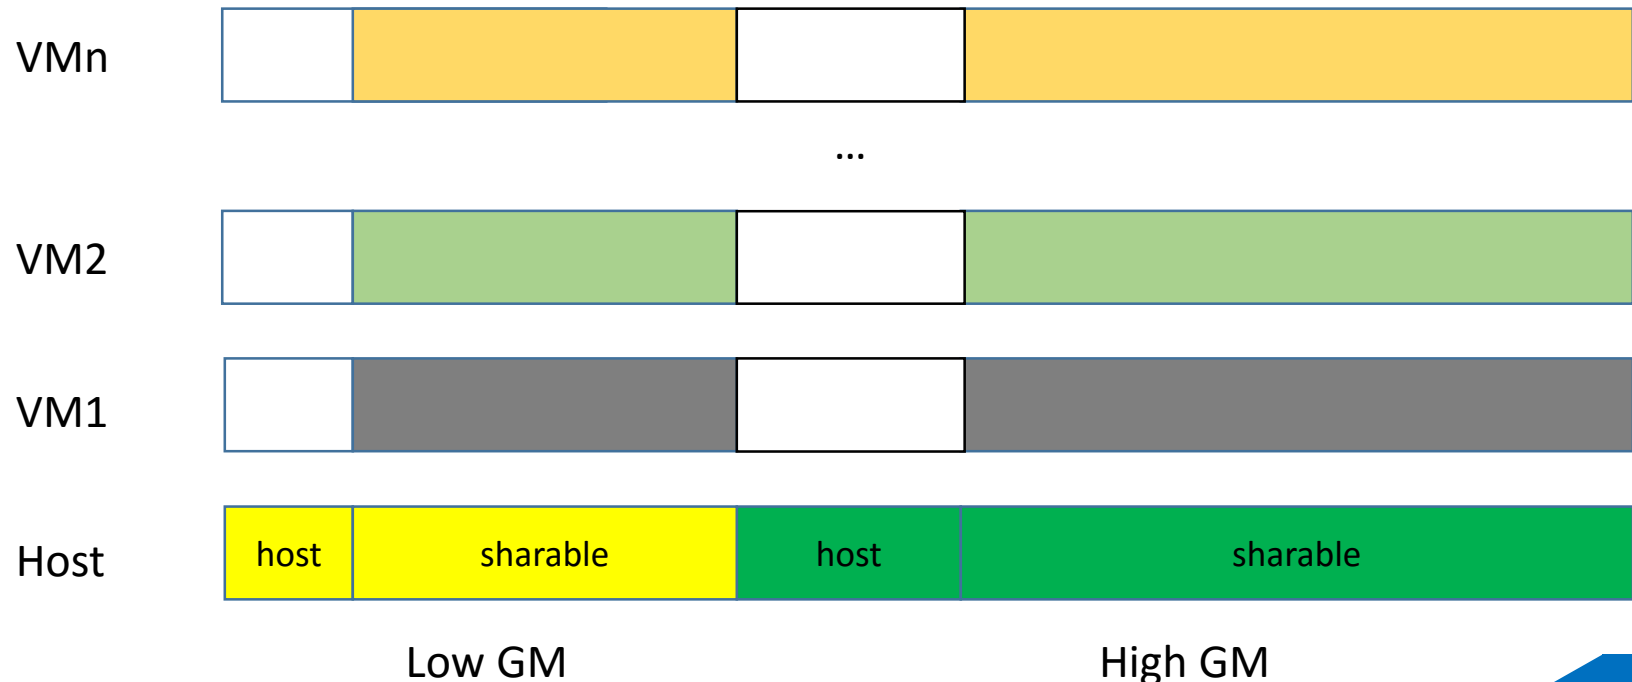 VMn
…
VM2
VM1
Host
host sharable host sharable
Low GM High GM